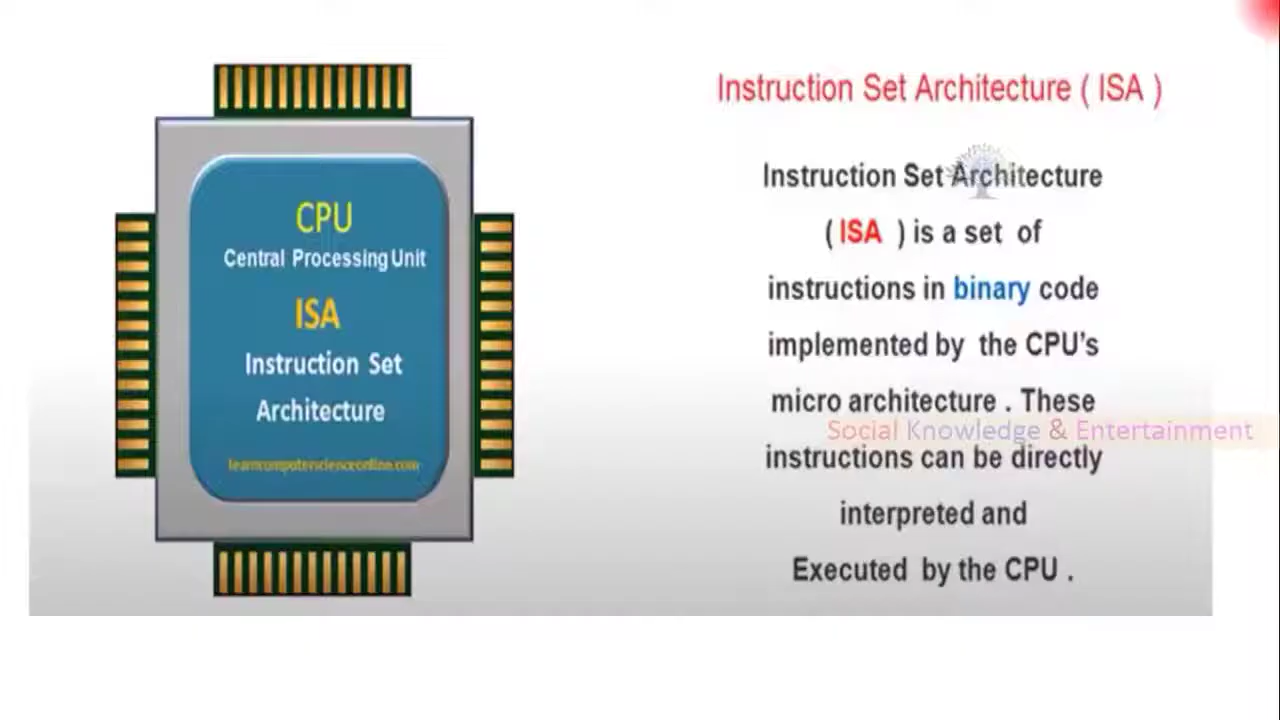 CPU
Central Processing Unit
ISA
Instruction Set
Architecture
learncomputerscienceonline.com
Instruction Set Architecture ( ISA )
Instruction Set Architecture
( ISA ) is a set of
instructions in binary code
implemented by the CPU's
micro architecture . These
Social Knowledge & Entertainment
instructions can be directly
interpreted and
Executed by the CPU .